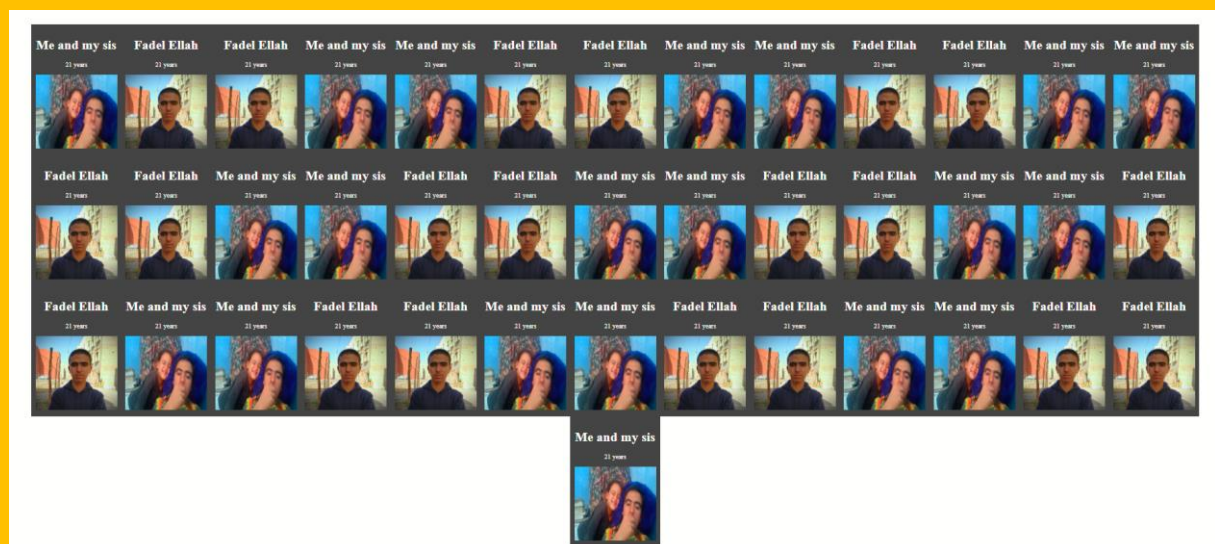 Me and my sis Fadel Ellah Fadel Ellah Me and my sis Me and my sis Fadel Ellah Fadel Ellah Me and my sis Me and my sis Fadel Ellah Fadel Ellah Me and my sis Me and my sis
21 years 21 years 21 years 21 years 21 years 21 years 21 years 21 years 21 years 21 years 21 years 21 years 21 years
Fadel Ellah Fadel Ellah Me and my sis Me and my sis Fadel Ellah Fadel Ellah Me and my sis Me and my sis Fadel Ellah Fadel Ellah Me and my sis Me and my sis Fadel Ellah
21 years 21 years 21 years 21 years 21 years 21 years 21 years 21 years 21 years 21 years 21 years 21 years 21 years
Fadel Ellah Me and my sis Me and my sis Fadel Ellah Fadel Ellah Me and my sis Me and my sis Fadel Ellah Fadel Ellah Me and my sis Me and my sis Fadel Ellah Fadel Ellah
21 years 21 years 21 years 21 years 21 years 21 years 21 years 21 years 21 years 21 years 21 years 21 years 21 years
Me and my sis
21 years